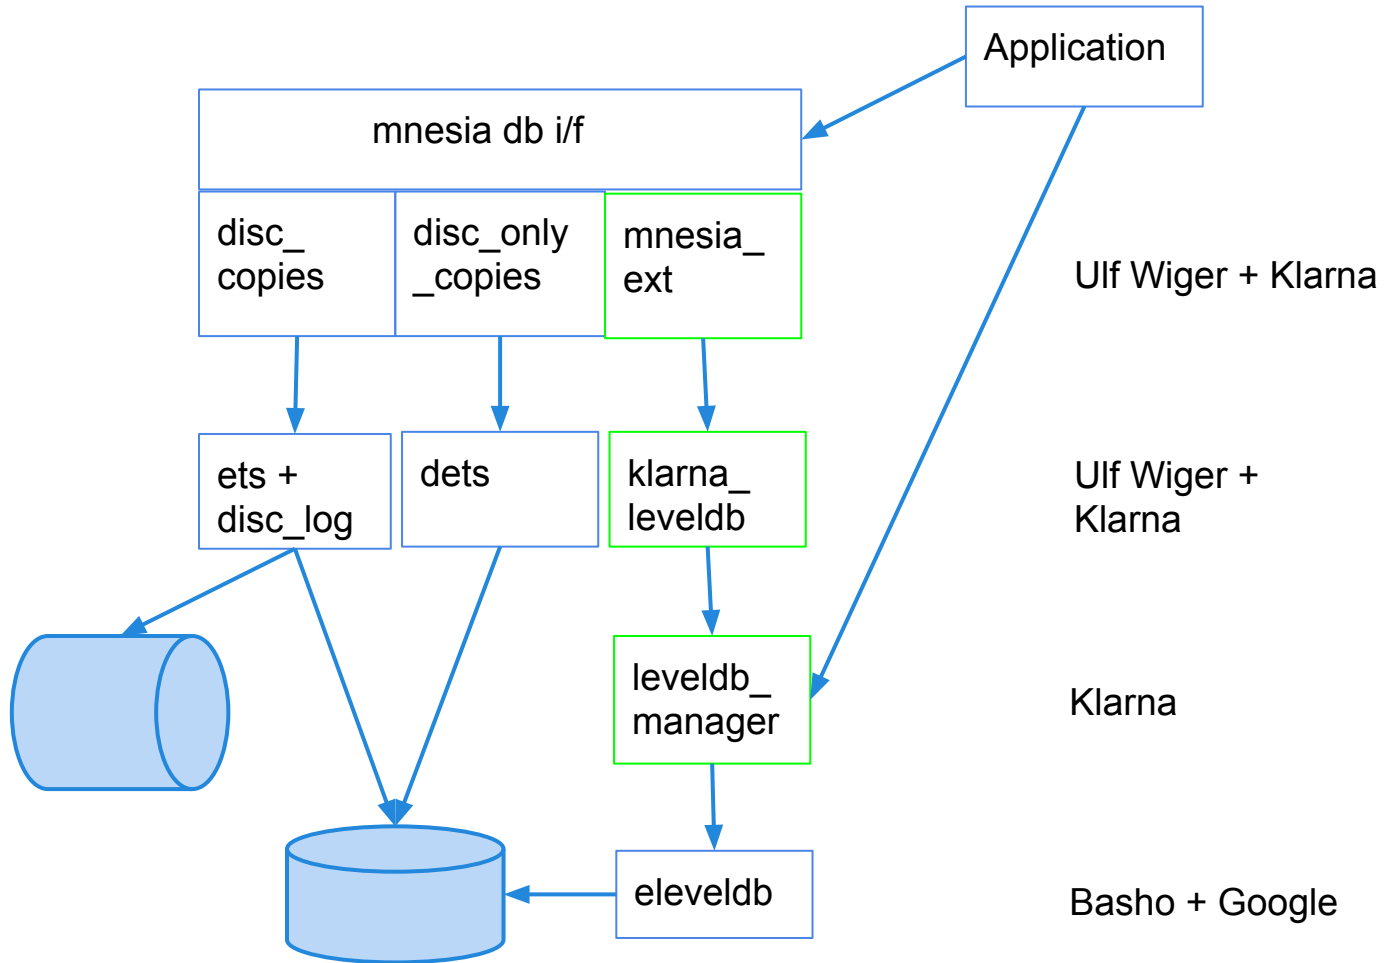 Application
mnesia db i/f
disc_
copies
disc_only
_copies
mnesia_
ext
Ulf Wiger + Klarna
ets +
disc_log
dets
klarna_
leveldb
Ulf Wiger +
Klarna
leveldb_
manager
Klarna
eleveldb
Basho + Google